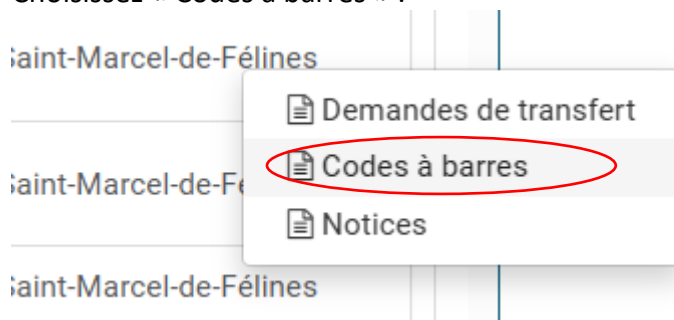 Choisissez « Codes à barres » :
Saint-Marcel-de-Félines
Demandes de transfert
Codes à barres
Saint-Marcel-de-Fé
Notices
Saint-Marcel-de-Félines